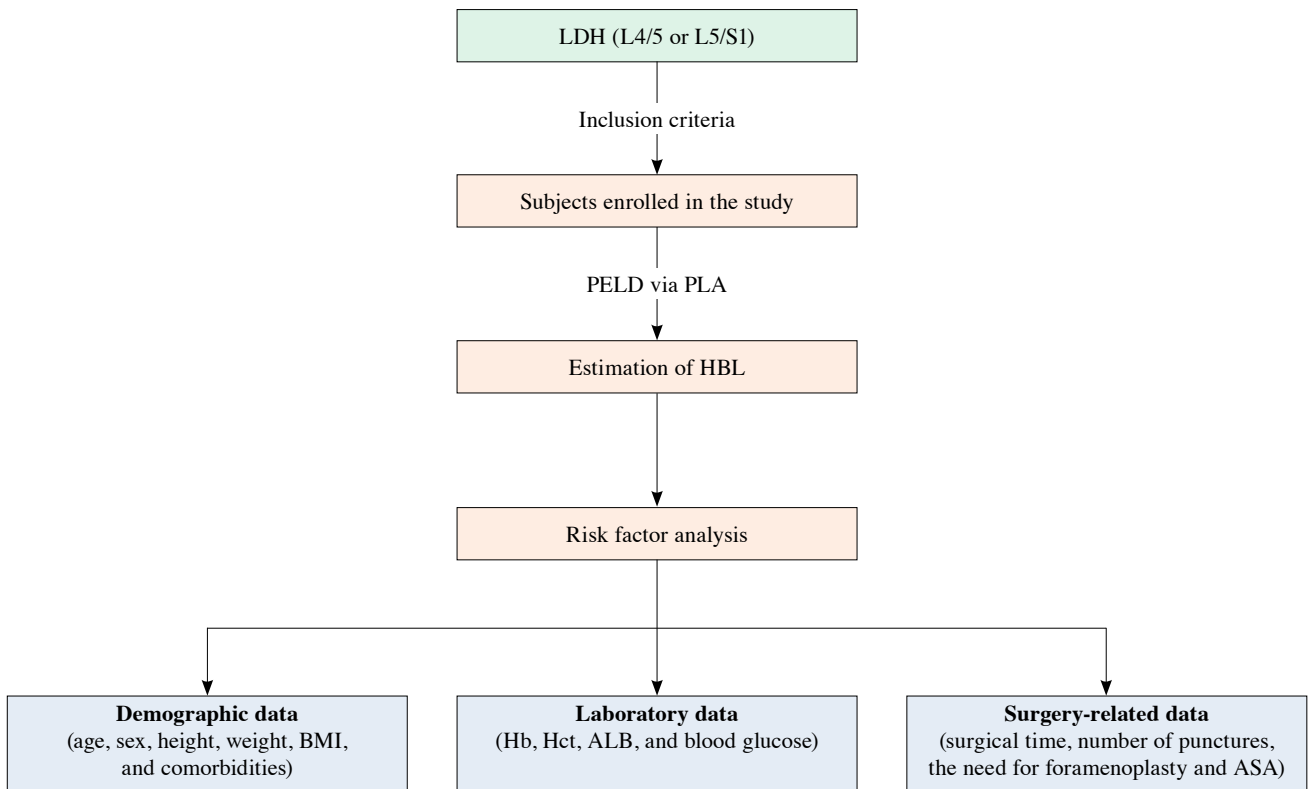 LDH (L4/5 or L5/S1)
Inclusion criteria
Subjects enrolled in the study
PELD via PLA
Estimation of HBL
Risk factor analysis
Demographic data
(age, sex, height, weight, BMI,
and comorbidities)
Laboratory data
(Hb, Hct, ALB, and blood glucose)
Surgery-related data
(surgical time, number of punctures,
the need for foramenoplasty and ASA)